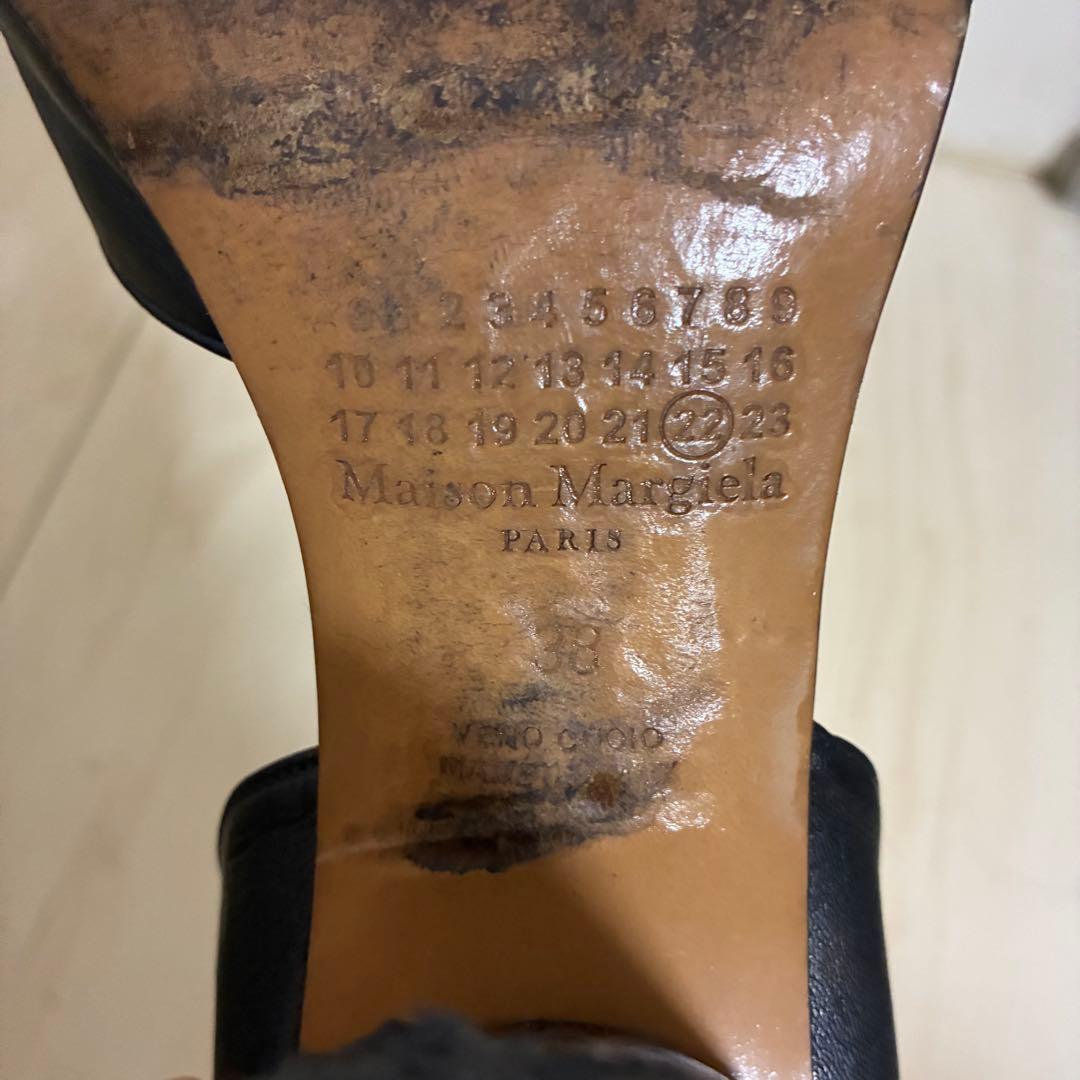 2 3 4 5 6 7 8 9
10 11 12 13 14 15 16
17 18 19 20 21 22 23
Maison Margiela
PARIS
38
VERO CUOIO